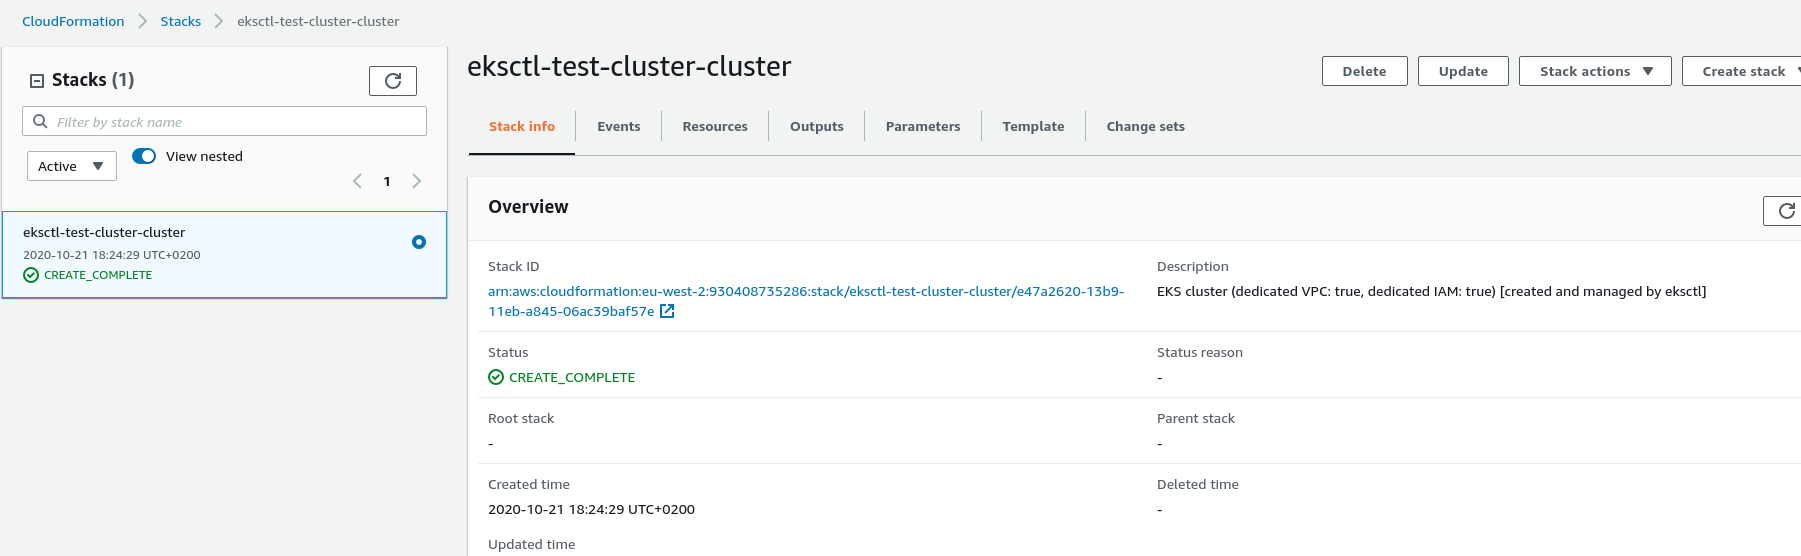 CloudFormation > Stacks > eksctl-test-cluster-cluster
Stacks (1)
Filter by stack name
Active
View nested
1
eksctl-test-cluster-cluster
2020-10-21 18:24:29 UTC+0200
CREATE_COMPLETE
eksctl-test-cluster-cluster
Delete
Update
Stack actions
Create stack
Stack info
Events
Resources
Outputs
Parameters
Template
Change sets
Overview
Stack ID
arn:aws:cloudformation:eu-west-2:930408735286:stack/eksctl-test-cluster-cluster/e47a2620-13b9-
11eb-a845-06ac39baf57e
Description
EKS cluster (dedicated VPC: true, dedicated IAM: true) [created and managed by eksctl]
Status
CREATE_COMPLETE
Status reason
-
Root stack
-
Parent stack
-
Created time
2020-10-21 18:24:29 UTC+0200
Deleted time
-
Updated time